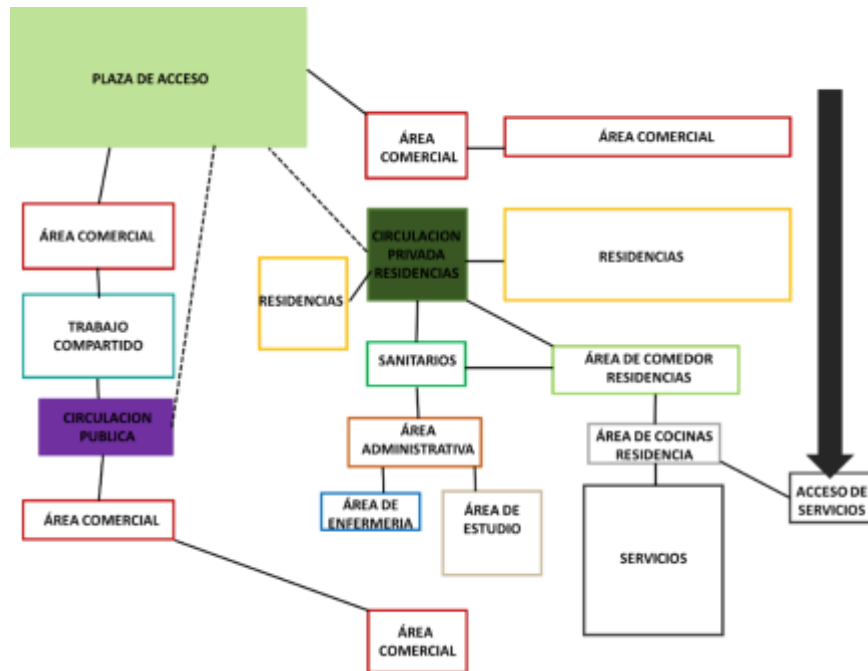 PLAZA DE ACCESO
ÁREA
COMERCIAL
ÁREA COMERCIAL
ÁREA COMERCIAL
CIRCULACION
PRIVADA
RESIDENCIAS
RESIDENCIAS
RESIDENCIAS
TRABAJO
COMPARTIDO
SANITARIOS
ÁREA DE COMEDOR
RESIDENCIAS
CIRCULACION
PUBLICA
ÁREA
ADMINISTRATIVA
ÁREA DE COCINAS
RESIDENCIA
ÁREA COMERCIAL
ÁREA DE
ENFERMERIA
ÁREA DE
ESTUDIO
ACCESO DE
SERVICIOS
SERVICIOS
ÁREA
COMERCIAL